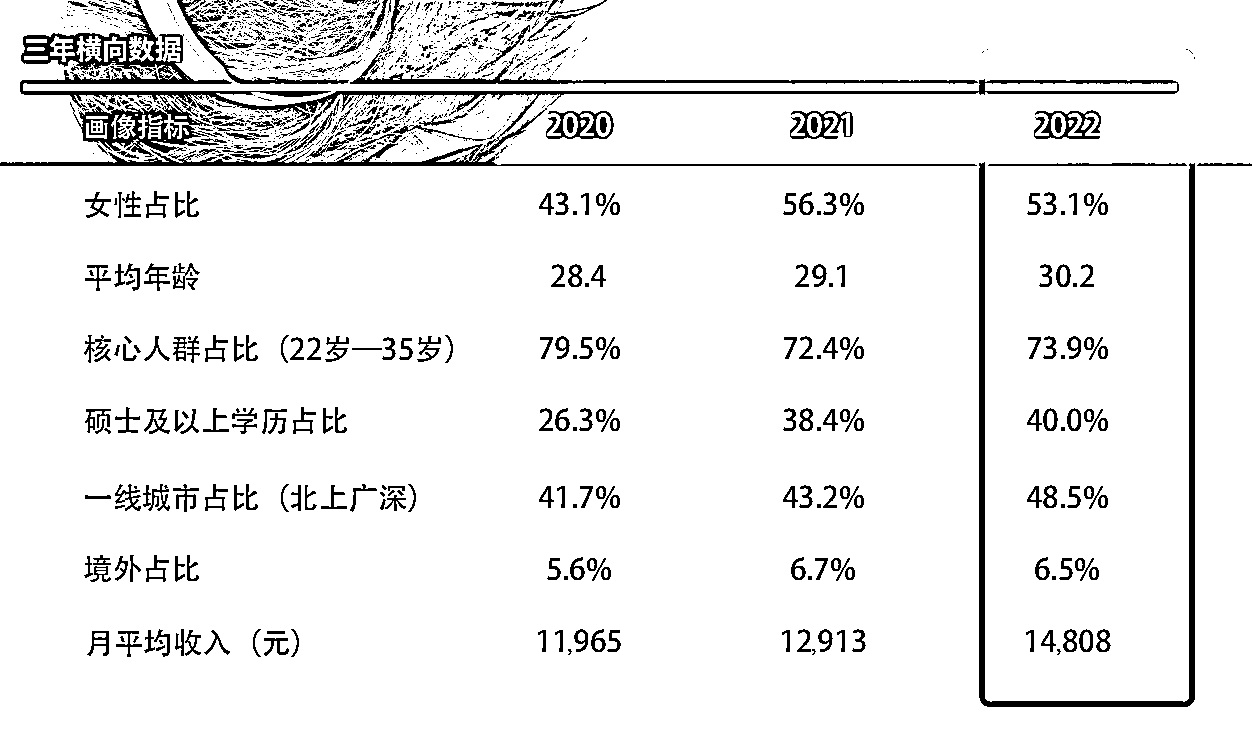 三年横向数据
画像指标 2020 2021 2022
女性占比 43.1% 56.3% 53.1%
平均年龄 28.4 29.1 30.2
核心人群占比（22岁—35岁） 79.5% 72.4% 73.9%
硕士及以上学历占比 26.3% 38.4% 40.0%
一线城市占比（北上广深） 41.7% 43.2% 48.5%
境外占比 5.6% 6.7% 6.5%
月平均收入（元） 11,965 12,913 14,808